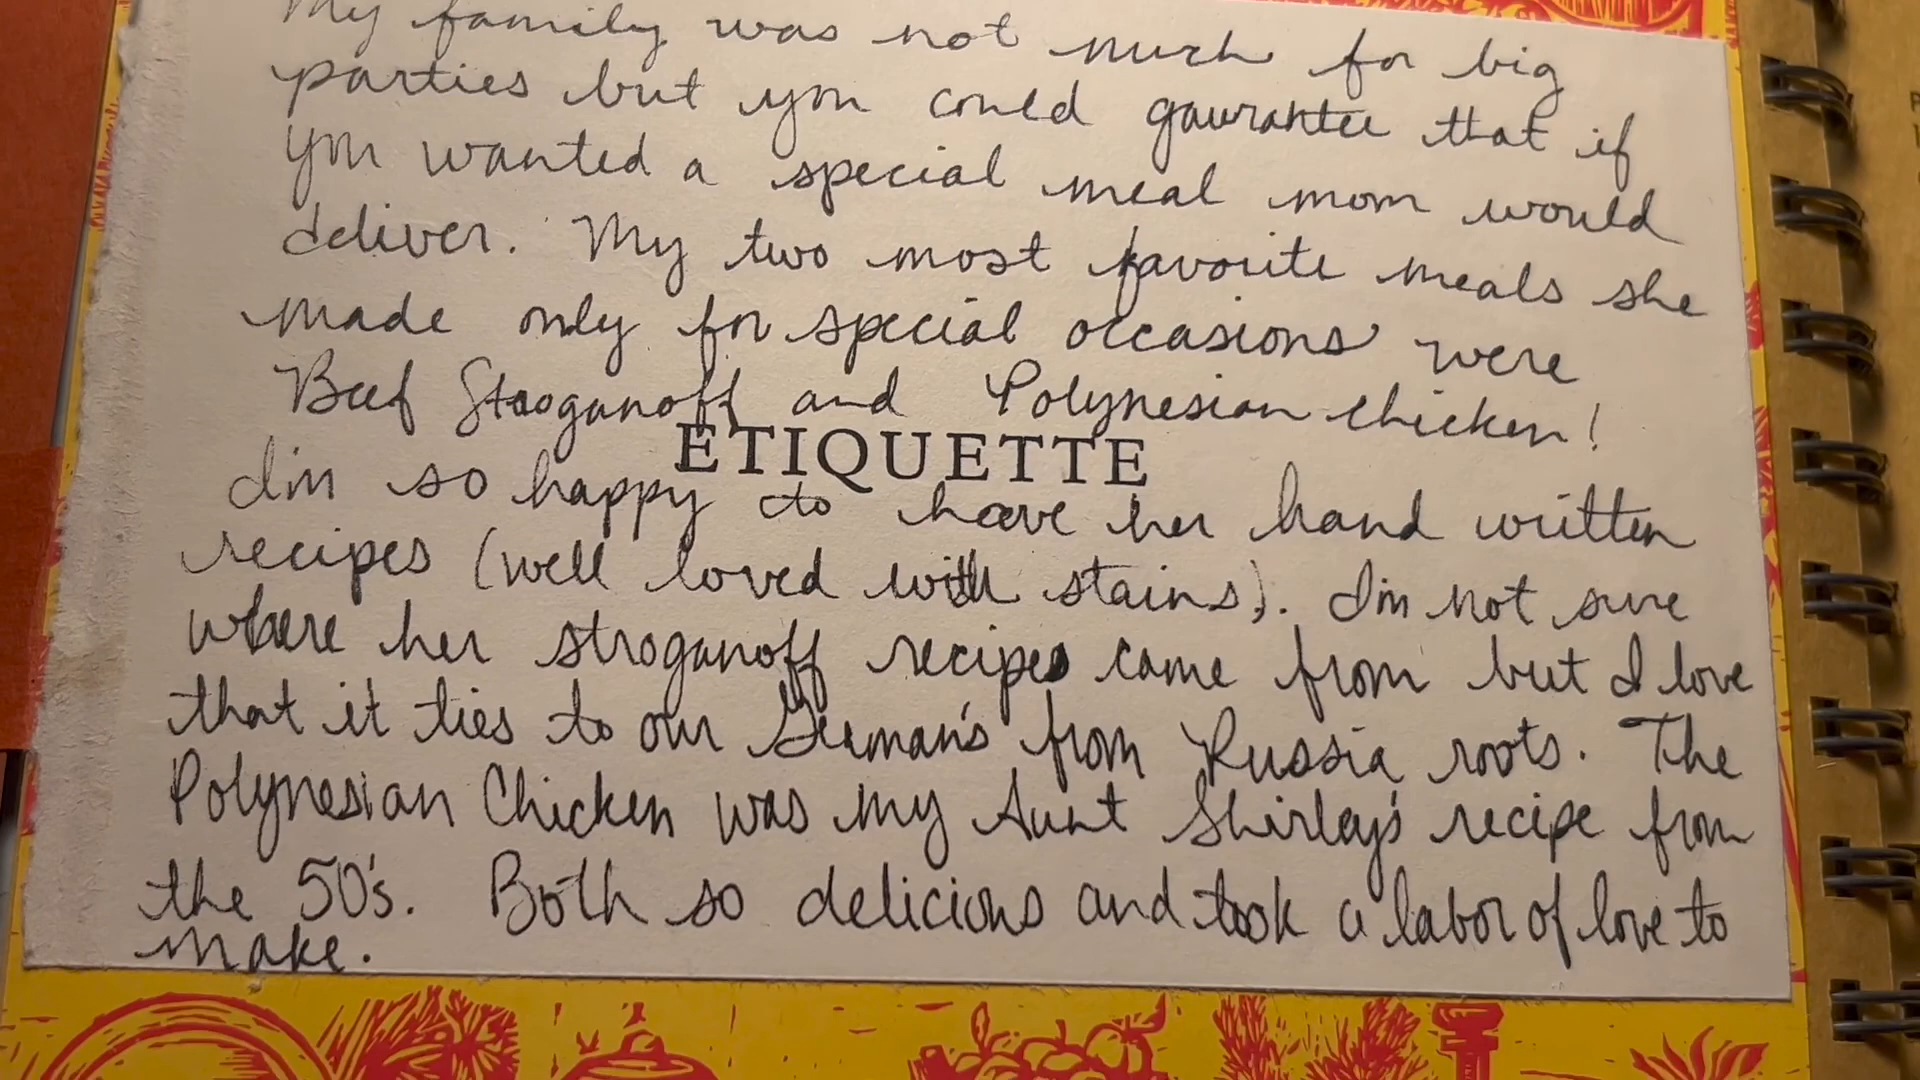 My family was not much for big
parties but you could gaurantee that if
you wanted a special meal mom would
deliver. My two most favorite meals she
made only for special occasions were
Beef Stroganoff and Polynesian Chicken!
ETIQUETTE
I'm so happy to have her hand written
recipes (well loved with stains). I'm not sure
where her stroganoff recipes came from but I love
that it ties to our German's from Russia roots. The
Polynesian Chicken was my Aunt Shirley's recipe from
the 50's. Both so delicious and took a labor of love to
make.